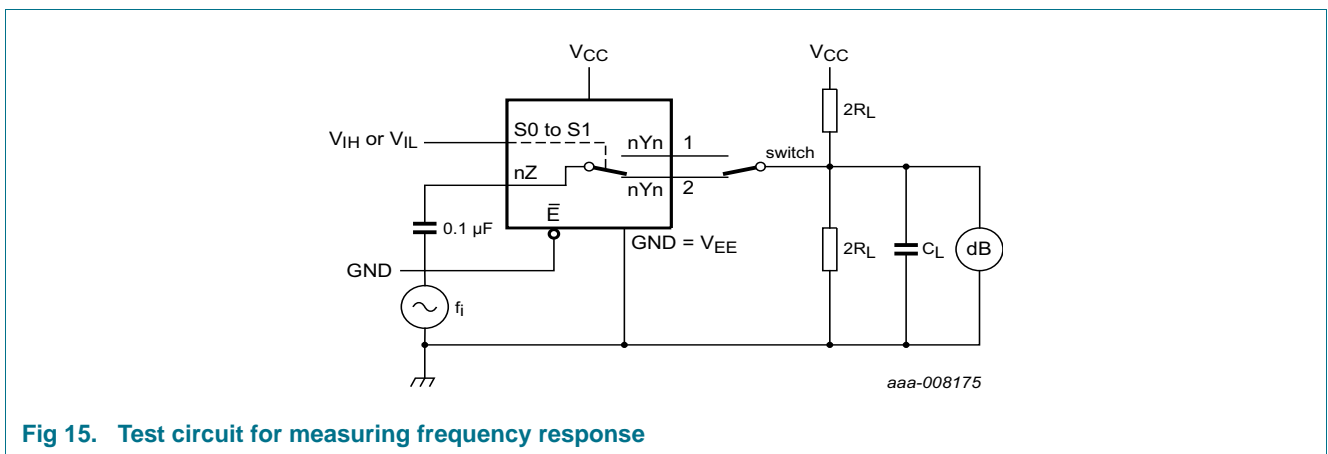 VCC
VCC
2RL
S0 to S1
VIH or VIL
nYn 1
switch
nZ
nYn 2
Ē
0.1 µF
GND = VEE
2RL
CL
dB
GND
fi
aaa-008175
Fig 15. Test circuit for measuring frequency response